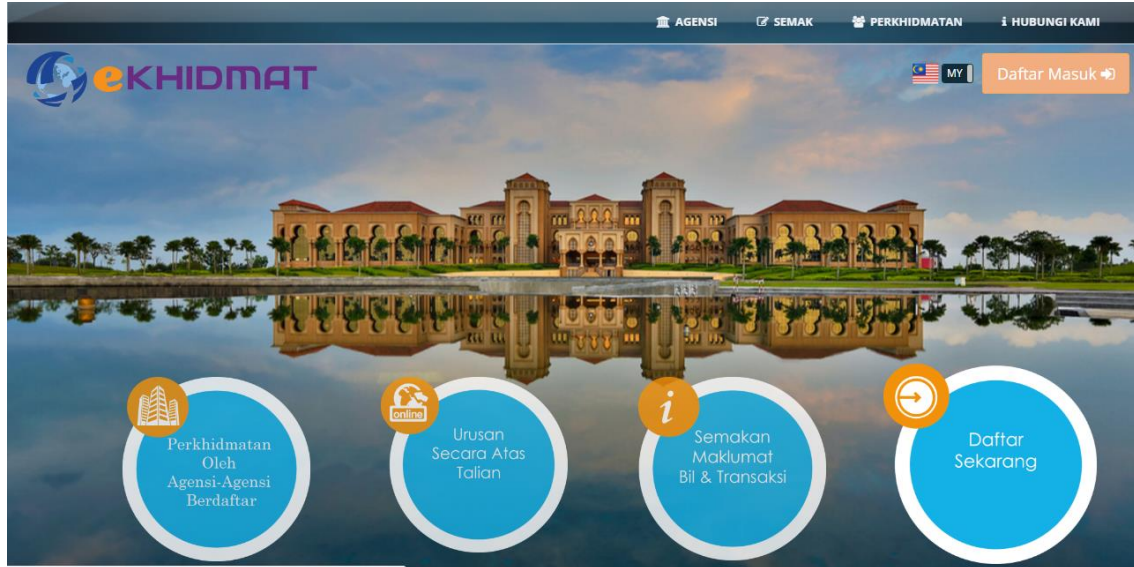 AGENSI
SEMAK
PERKHIDMATAN
HUBUNGI KAMI
eKHIDMAT
MY
Daftar Masuk
Perkhidmatan
Oleh
Agensi-Agensi
Berdaftar
online
Urusan
Secara Atas
Talian
i
Semakan
Maklumat
Bil & Transaksi
Daftar
Sekarang